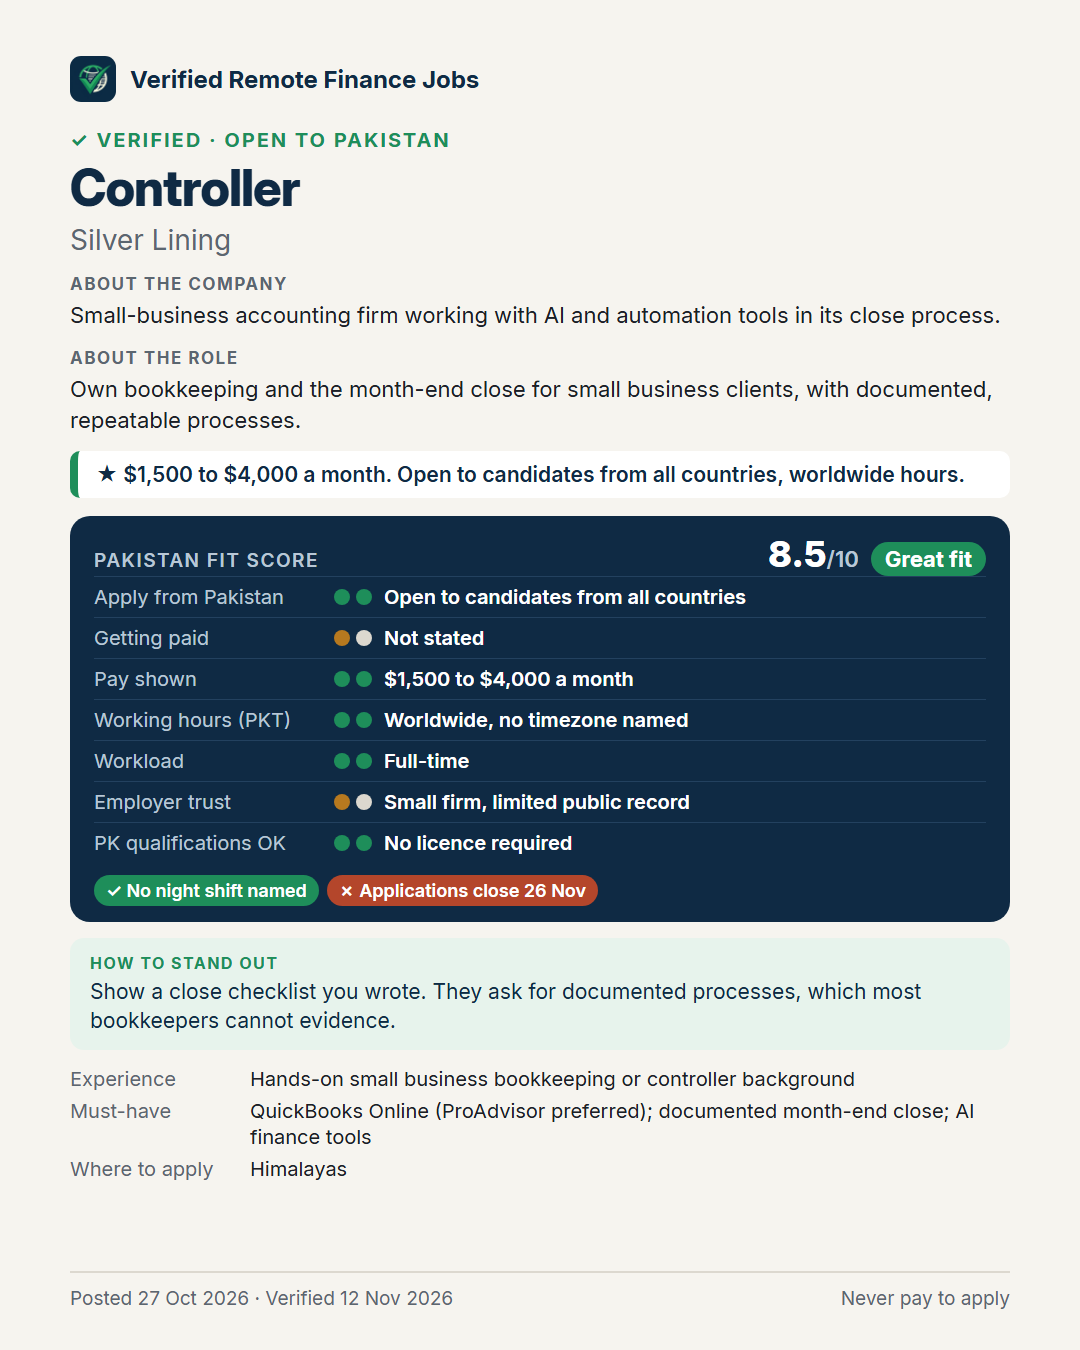 Verified Remote Finance Jobs
✓ VERIFIED · OPEN TO PAKISTAN
Controller
Silver Lining
ABOUT THE COMPANY
Small-business accounting firm working with AI and automation tools in its close process.
ABOUT THE ROLE
Own bookkeeping and the month-end close for small business clients, with documented,
repeatable processes.
★ $1,500 to $4,000 a month. Open to candidates from all countries, worldwide hours.
PAKISTAN FIT SCORE 8.5/10 Great fit
Apply from Pakistan Open to candidates from all countries
Getting paid Not stated
Pay shown $1,500 to $4,000 a month
Working hours (PKT) Worldwide, no timezone named
Workload Full-time
Employer trust Small firm, limited public record
PK qualifications OK No licence required
✓ No night shift named × Applications close 26 Nov
HOW TO STAND OUT
Show a close checklist you wrote. They ask for documented processes, which most
bookkeepers cannot evidence.
Experience Hands-on small business bookkeeping or controller background
Must-have QuickBooks Online (ProAdvisor preferred); documented month-end close; AI
finance tools
Where to apply Himalayas
Posted 27 Oct 2026 · Verified 12 Nov 2026 Never pay to apply